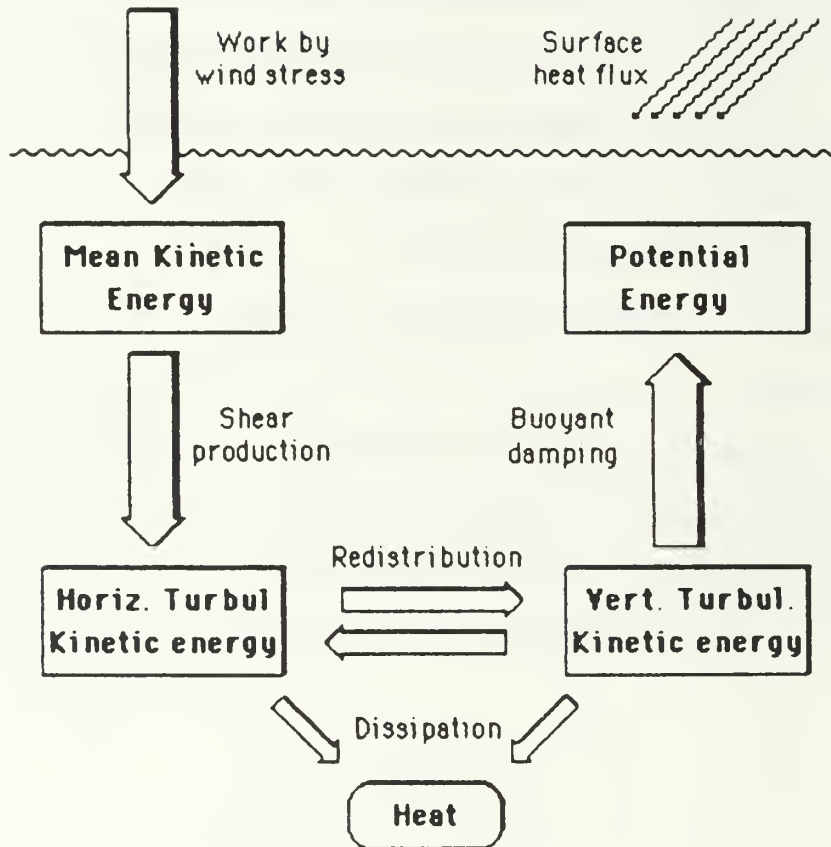 Work by
wind stress
Surface
heat flux
Mean Kinetic
Energy
Potential
Energy
Shear
production
Buoyant
damping
Redistribution
Horiz. Turbul
Kinetic energy
Vert. Turbul.
Kinetic energy
Dissipation
Heat